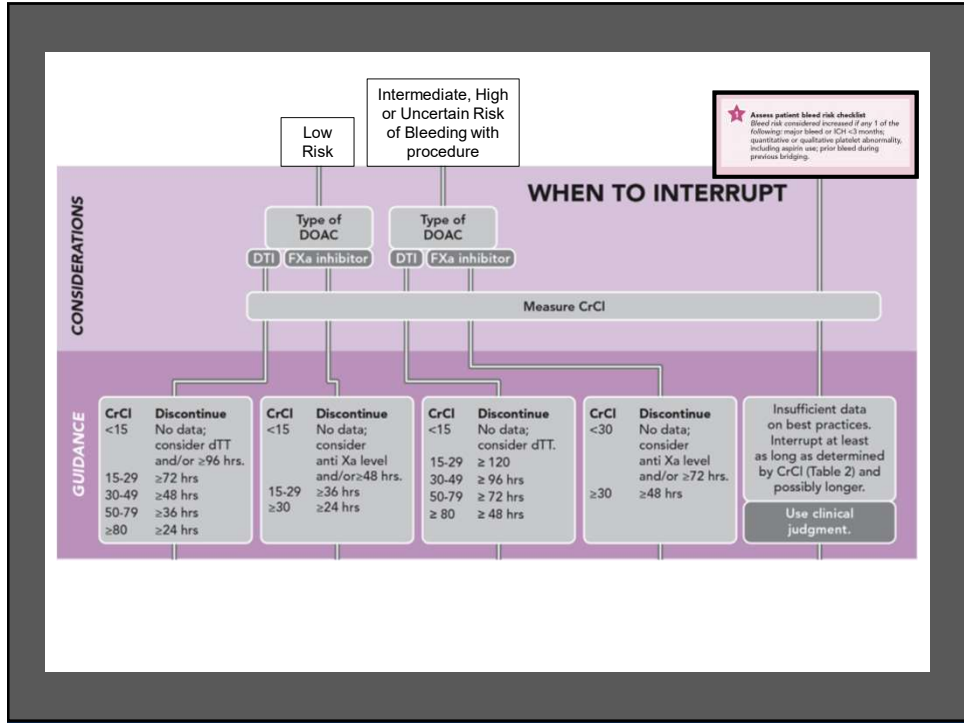 Low
Risk
Intermediate, High
or Uncertain Risk
of Bleeding with
procedure
1
Assess patient bleed risk checklist
Bleed risk considered increased if any 1 of the
following: major bleed or ICH <3 months;
quantitative or qualitative platelet abnormality,
including aspirin use; prior bleed during
previous bridging.
WHEN TO INTERRUPT
CONSIDERATIONS
Type of
DOAC
DTI FXa inhibitor
Type of
DOAC
DTI FXa inhibitor
Measure CrCl
GUIDANCE
CrCl Discontinue
<15 No data;
consider dTT
and/or ≥96 hrs.
15-29 ≥72 hrs
30-49 ≥48 hrs
50-79 ≥36 hrs
≥80 ≥24 hrs
CrCl Discontinue
<15 No data;
consider
anti Xa level
and/or≥48 hrs.
15-29 ≥36 hrs
≥30 ≥24 hrs
CrCl Discontinue
<15 No data;
consider dTT.
15-29 ≥ 120
30-49 ≥ 96 hrs
50-79 ≥ 72 hrs
≥ 80 ≥ 48 hrs
CrCl Discontinue
<30 No data;
consider
anti Xa level
and/or ≥72 hrs.
≥30 ≥48 hrs
Insufficient data
on best practices.
Interrupt at least
as long as determined
by CrCl (Table 2) and
possibly longer.
Use clinical
judgment.